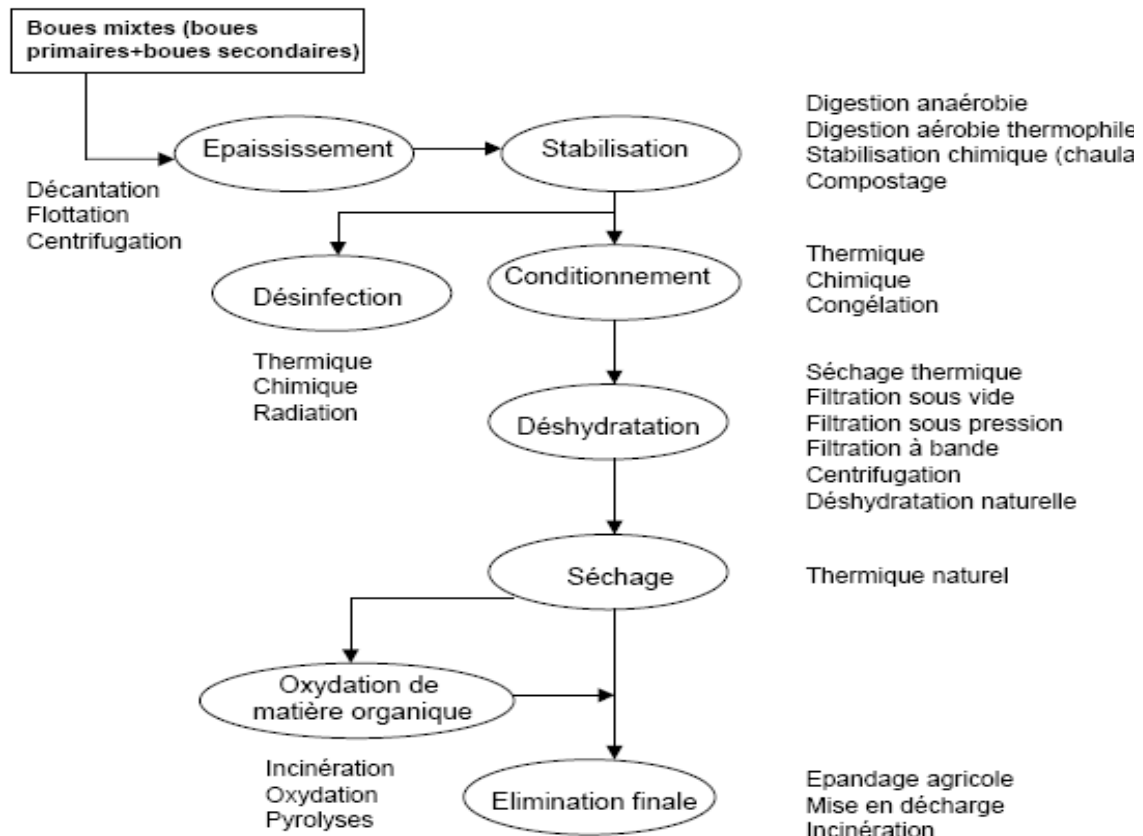 Boues mixtes (boues
primaires+boues secondaires)
Epaississement
Stabilisation
Digestion anaérobie
Digestion aérobie thermophile
Stabilisation chimique (chaula
Compostage
Décantation
Flottation
Centrifugation
Désinfection
Conditionnement
Thermique
Chimique
Congélation
Thermique
Chimique
Radiation
Déshydratation
Séchage thermique
Filtration sous vide
Filtration sous pression
Filtration à bande
Centrifugation
Déshydratation naturelle
Séchage
Thermique naturel
Oxydation de
matière organique
Incinération
Oxydation
Pyrolyses
Elimination finale
Epandage agricole
Mise en décharge
Incinération